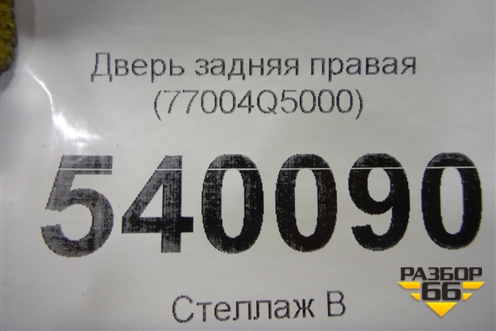 Дверь задняя правая
(77004Q5000)
540090
Стеллаж В
РАЗБОР
66